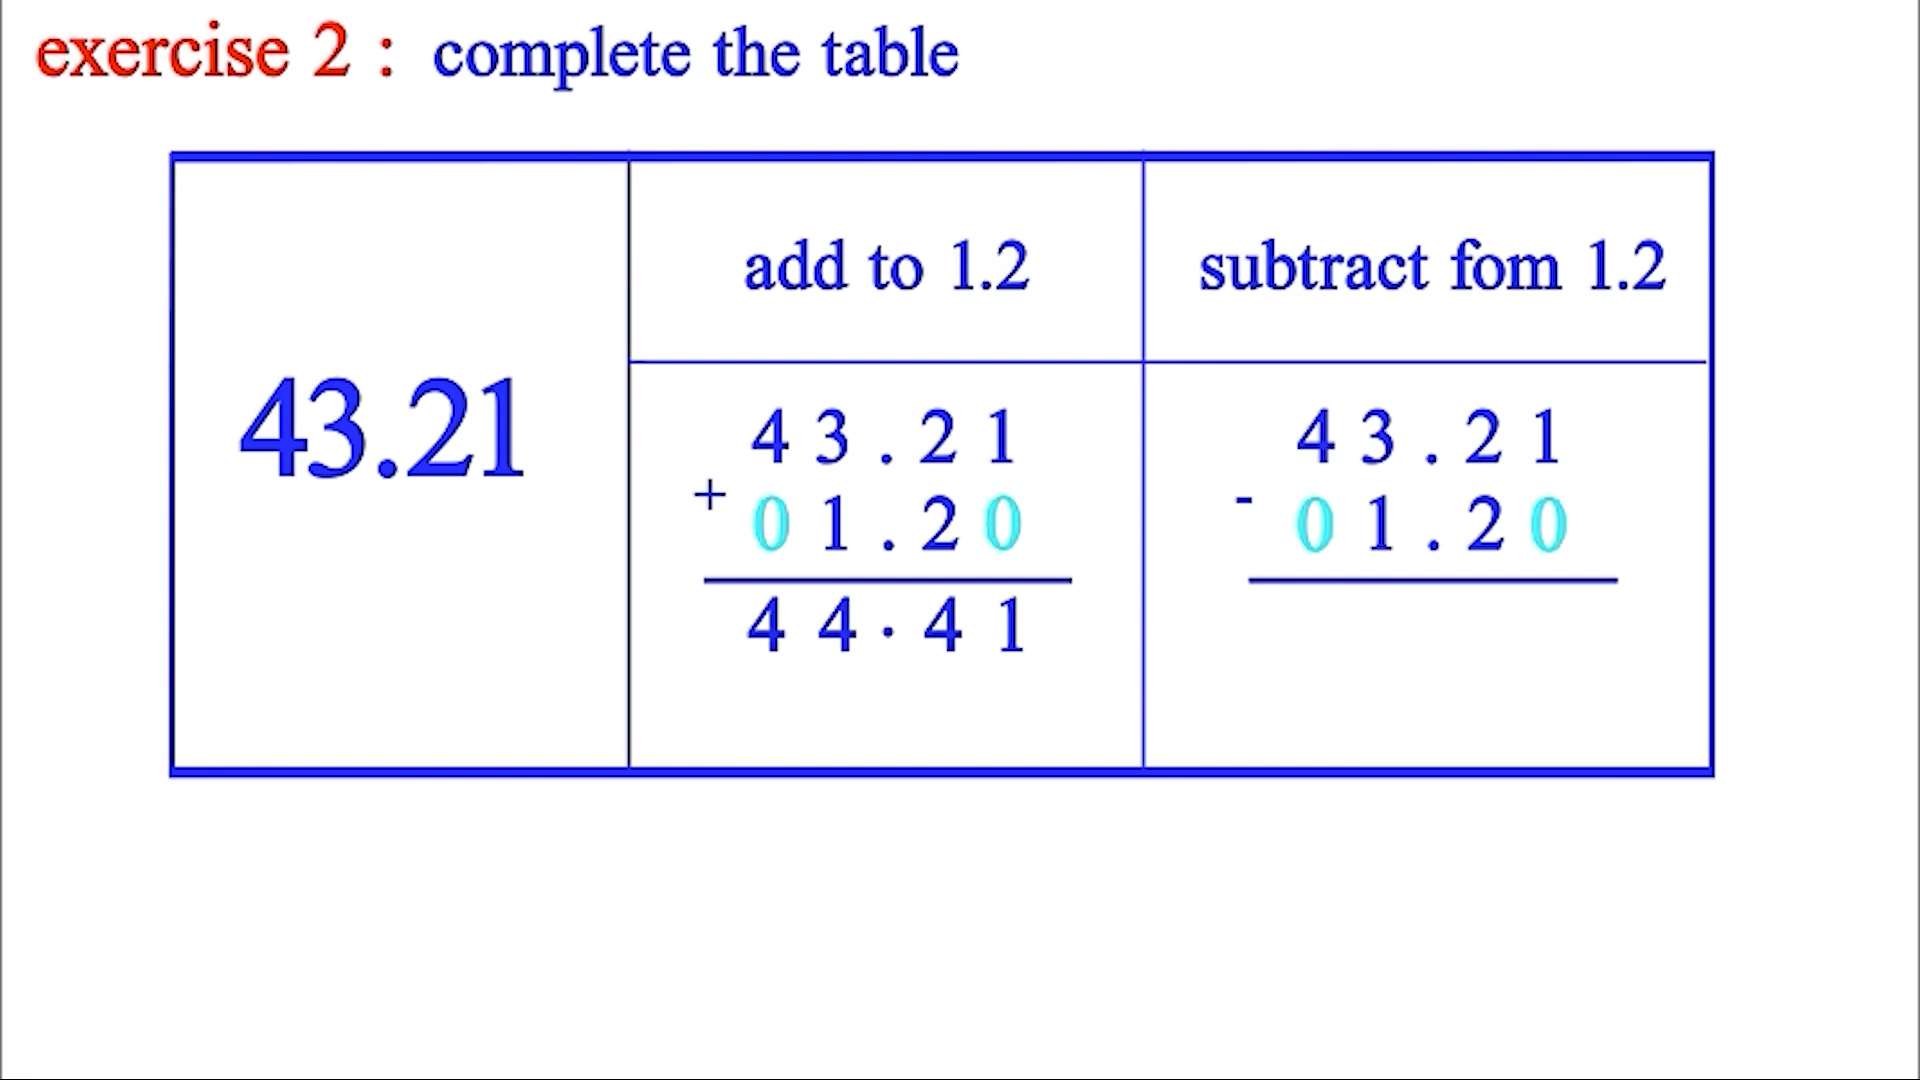 exercise 2 : complete the table
43.21
add to 1.2
4 3 . 2 1
+ 0 1 . 2 0
4 4 . 4 1
subtract fom 1.2
4 3 . 2 1
- 0 1 . 2 0